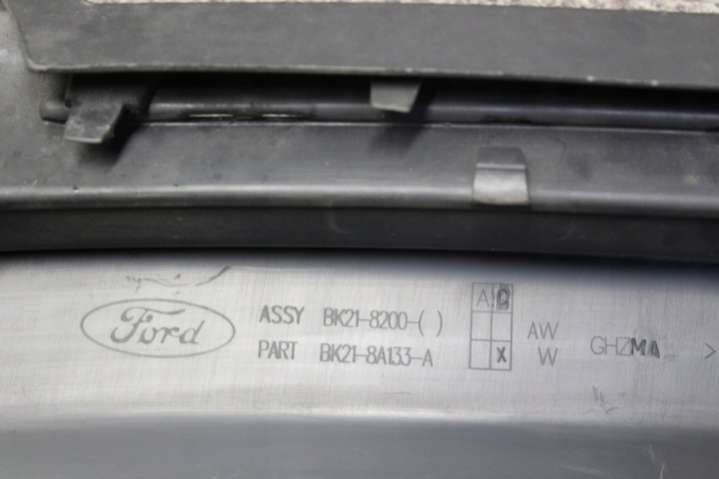 Ford
ASSY BK21-8200-( ) A C AW
PART BK21-8A133-A X W
GHZMA >